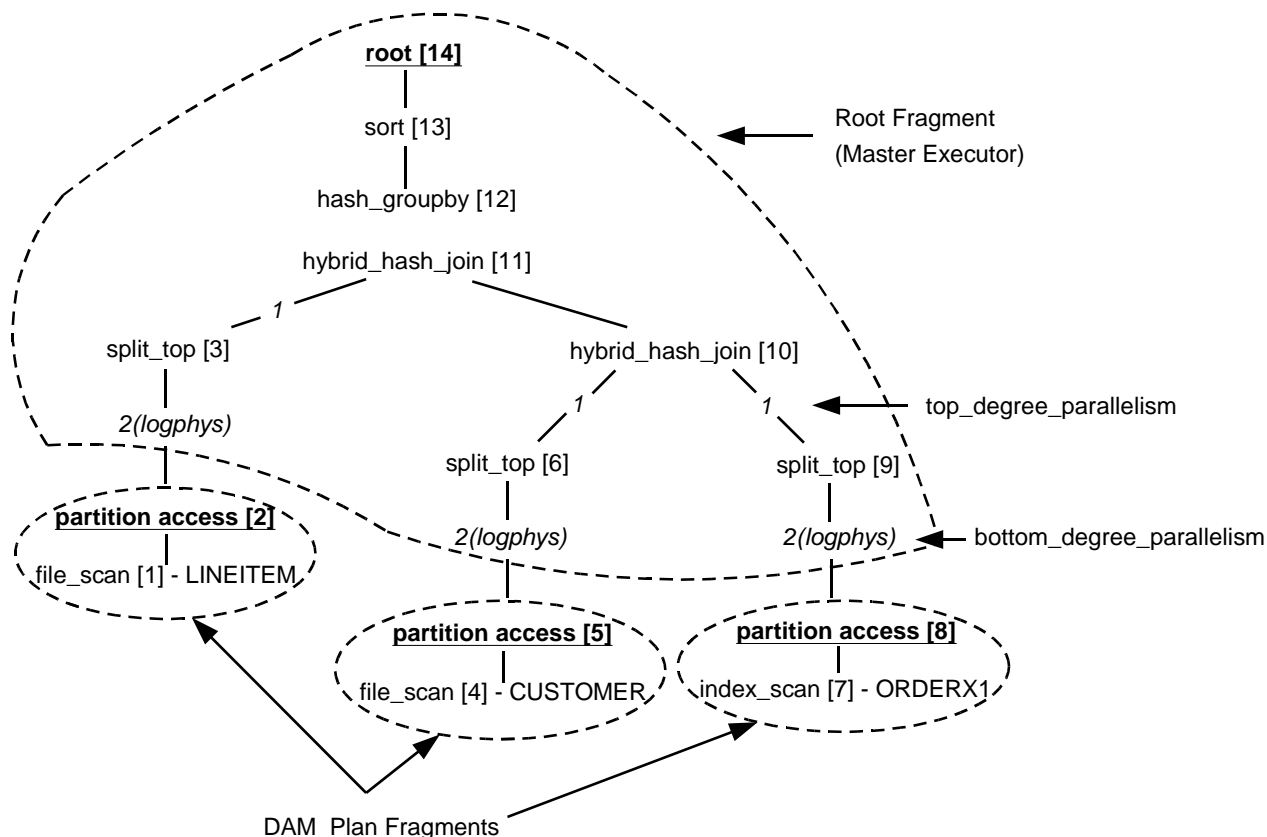 root [14]
sort [13]
Root Fragment
(Master Executor)
hash_groupby [12]
hybrid_hash_join [11]
1
split_top [3]
hybrid_hash_join [10]
2(logphys)
1
1
top_degree_parallelism
split_top [6]
split_top [9]
partition access [2]
2(logphys)
2(logphys)
bottom_degree_parallelism
file_scan [1] - LINEITEM
partition access [5]
partition access [8]
file_scan [4] - CUSTOMER
index_scan [7] - ORDERX1
DAM Plan Fragments